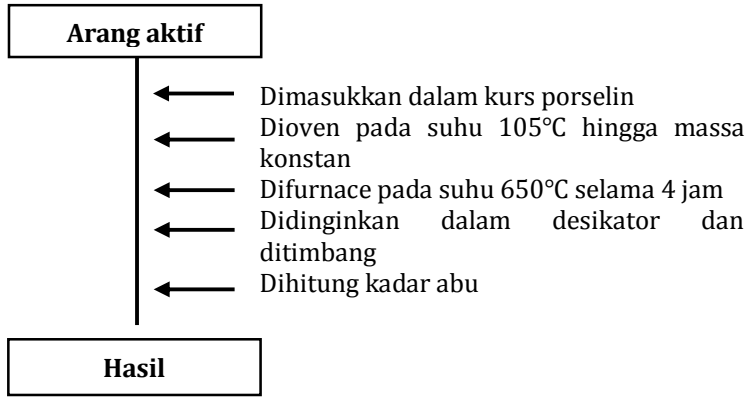 Arang aktif
Dimasukkan dalam kurs porselin
Dioven pada suhu 105℃ hingga massa
konstan
Difurnace pada suhu 650℃ selama 4 jam
Didinginkan dalam desikator dan
ditimbang
Dihitung kadar abu
Hasil